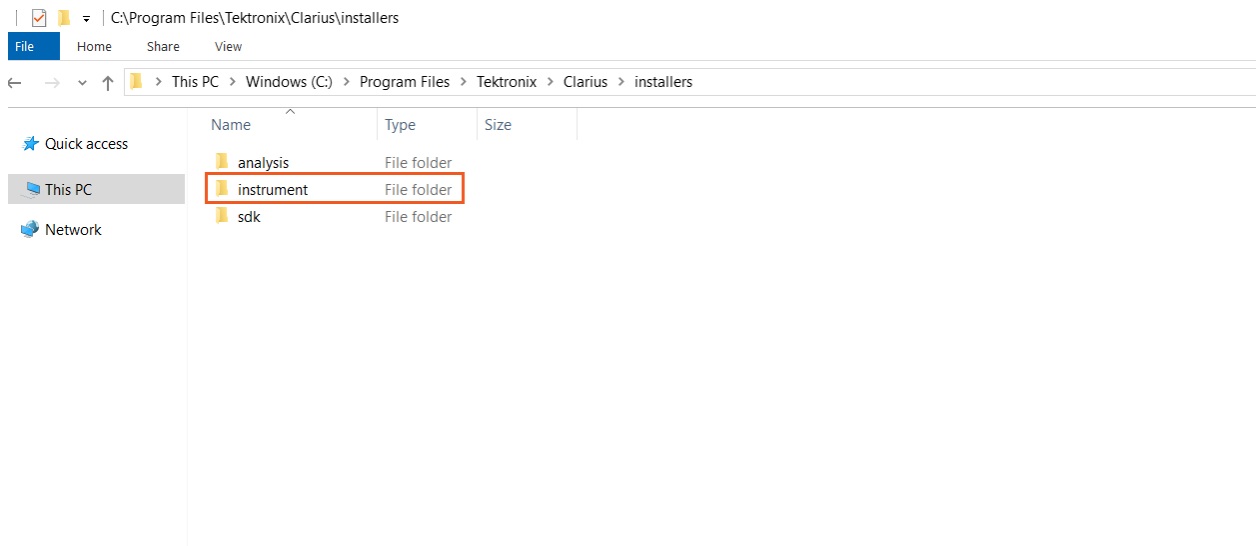 C:\Program Files\Tektronix\Clarius\installers
File Home Share View
This PC Windows (C:) Program Files Tektronix Clarius installers
Name Type Size
Quick access
analysis File folder
This PC
instrument File folder
sdk File folder
Network